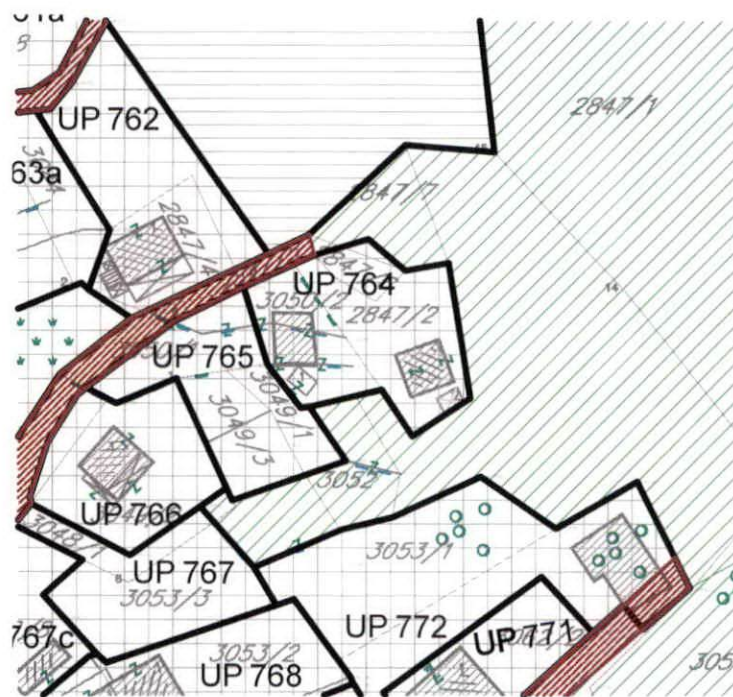 UP 762
2847/1
63a
2847/7
2847/4
UP 764
3050/2
2847/2
14
UP 765
3049/1
3049/3
3052
UP 766
3048/1
3053/1
UP 767
3053/3
UP 772
UP 771
767c
3053/2
UP 768